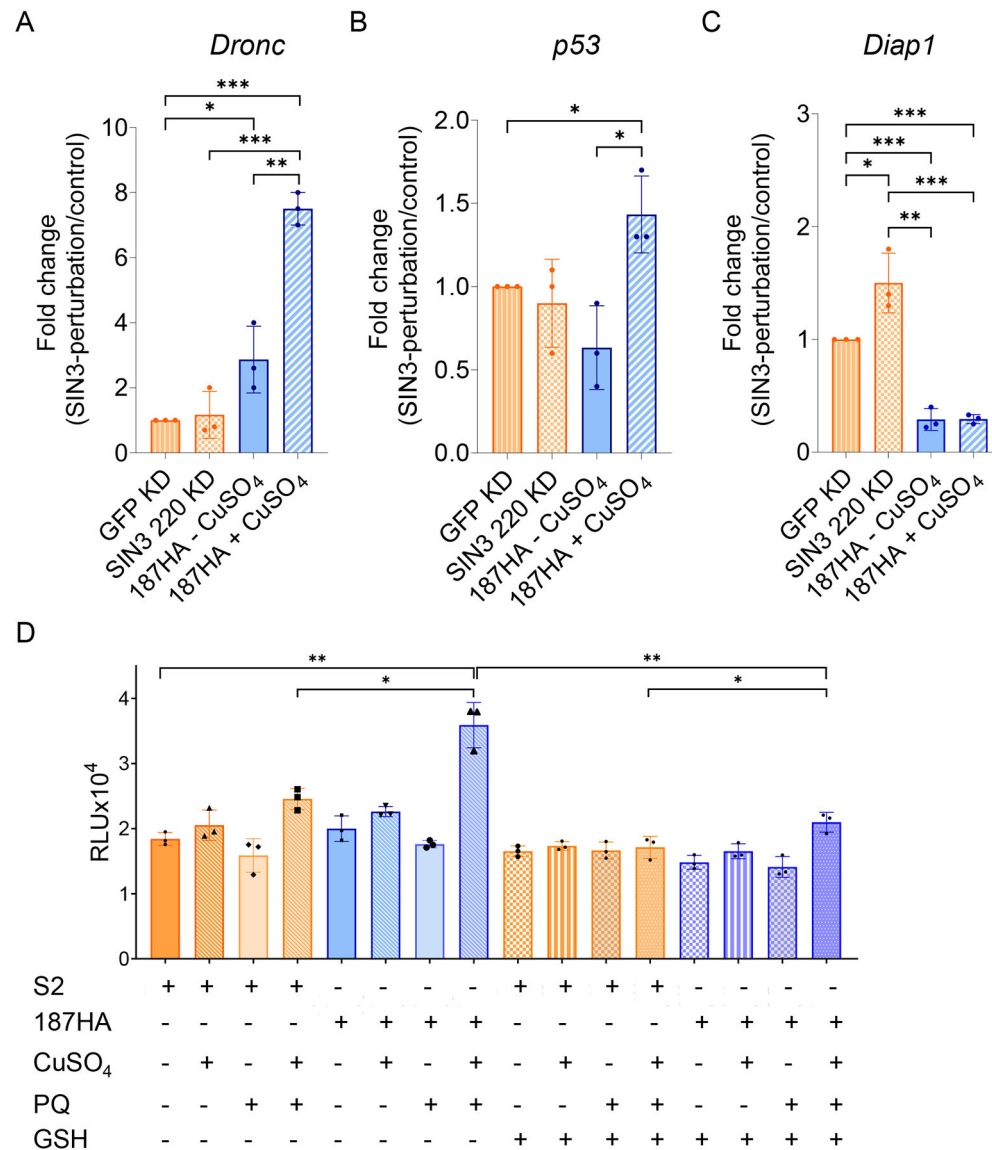 A
Dronc
***
*
***
**
Fold change
(SIN3-perturbation/control)
10
8
6
4
2
0
GFP KD
SIN3 220 KD
187HA - CuSO₄
187HA + CuSO₄
B
p53
*
*
Fold change
(SIN3-perturbation/control)
2.0
1.5
1.0
0.5
0.0
GFP KD
SIN3 220 KD
187HA - CuSO₄
187HA + CuSO₄
C
Diap1
***
***
*
***
**
Fold change
(SIN3-perturbation/control)
3
2
1
0
GFP KD
SIN3 220 KD
187HA - CuSO₄
187HA + CuSO₄
D
** **
* *
RLUx10⁴
4
3
2
1
0
S2 + + + + - - - - + + + + - - - -
187HA - - - - + + + + - - - - + + + +
CuSO₄ - + - + - + - + - + - + - + - +
PQ - - + + - - + + - - + + - - + +
GSH - - - - - - - - + + + + + + + +